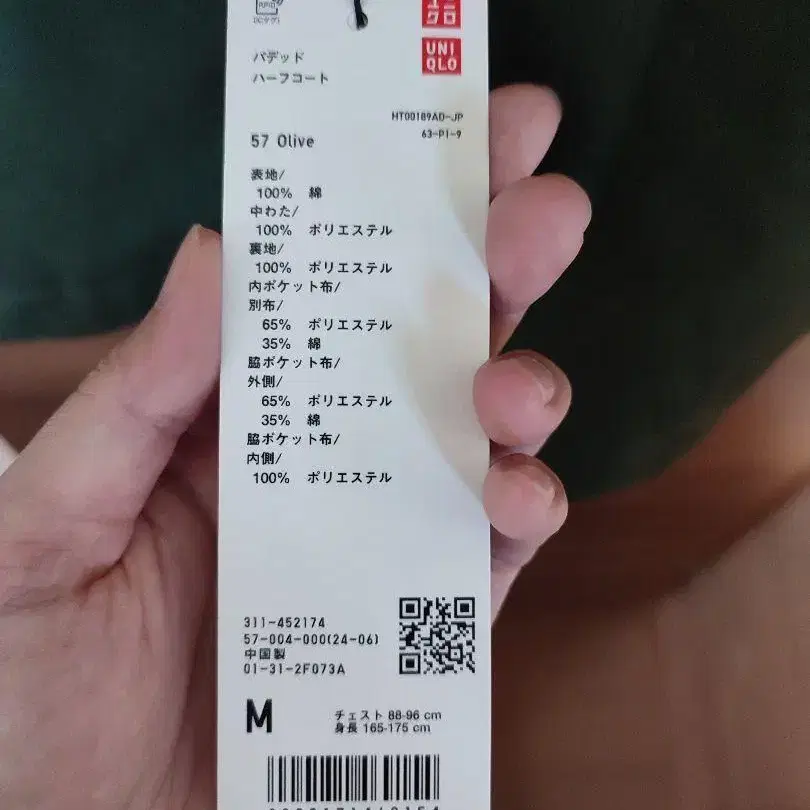 RFID
ユニ
クロ
UNI
QLO
パデッド
ハーフコート
HT00189AD-JP
63-P1-9
57 Olive
表地/
100% 綿
中わた/
100% ポリエステル
裏地/
100% ポリエステル
内ポケット布/
別布/
65% ポリエステル
35% 綿
脇ポケット布/
外側/
65% ポリエステル
35% 綿
脇ポケット布/
内側/
100% ポリエステル
311-452174
57-004-000(24-06)
中国製
01-31-2F073A
M
チェスト 88-96 cm
身長 165-175 cm